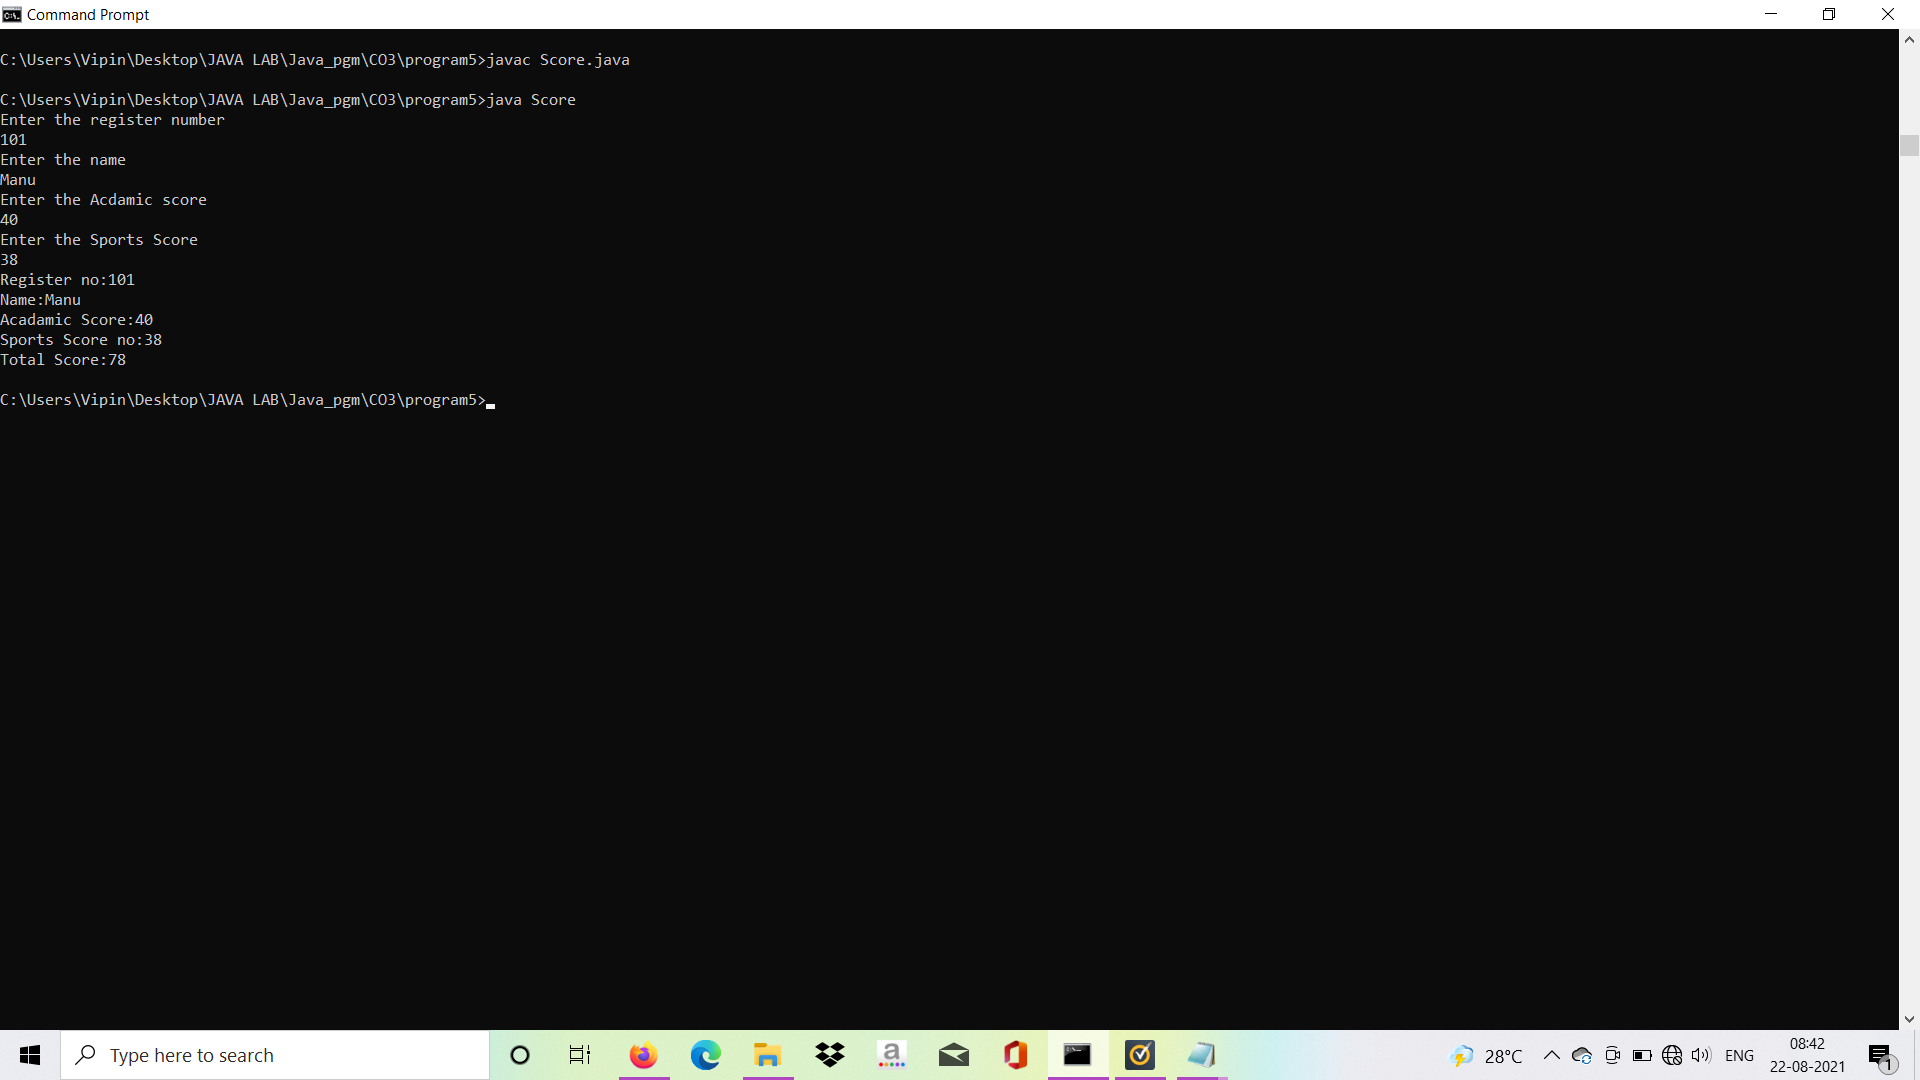 Command Prompt
C:\Users\Vipin\Desktop\JAVA LAB\Java_pgm\CO3\program5>javac Score.java
C:\Users\Vipin\Desktop\JAVA LAB\Java_pgm\CO3\program5>java Score
Enter the register number
101
Enter the name
Manu
Enter the Acdamic score
40
Enter the Sports Score
38
Register no:101
Name:Manu
Acadamic Score:40
Sports Score no:38
Total Score:78
C:\Users\Vipin\Desktop\JAVA LAB\Java_pgm\CO3\program5>
Type here to search
a
28°C
ENG
08:42
22-08-2021
1